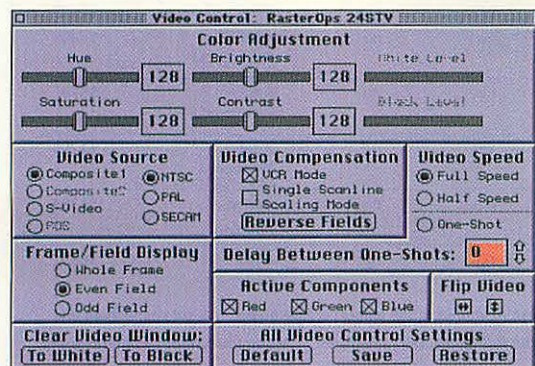 Video Control: RasterOps 24STV
Color Adjustment
Hue Brightness White Level
128 128
Saturation Contrast Black Level
128 128
Video Source
Composite1 NTSC
Composite2 PAL
S-Video SECAM
Video Compensation
VCR Mode
Single Scanline
Scaling Mode
Reverse Fields
Video Speed
Full Speed
Half Speed
One-Shot
Frame/Field Display
Whole Frame
Even Field
Odd Field
Delay Between One-Shots: 0
Active Components
Red Green Blue
Flip Video
Clear Video Window:
To White To Black
All Video Control Settings
Default Save Restore